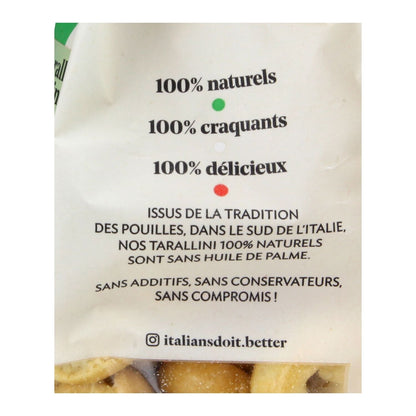 100% naturels
100% craquants
100% délicieux
ISSUS DE LA TRADITION
DES POUILLES, DANS LE SUD DE L'ITALIE,
NOS TARALLINI 100% NATURELS
SONT SANS HUILE DE PALME.
SANS ADDITIFS, SANS CONSERVATEURS,
SANS COMPROMIS !
italiansdoit.better